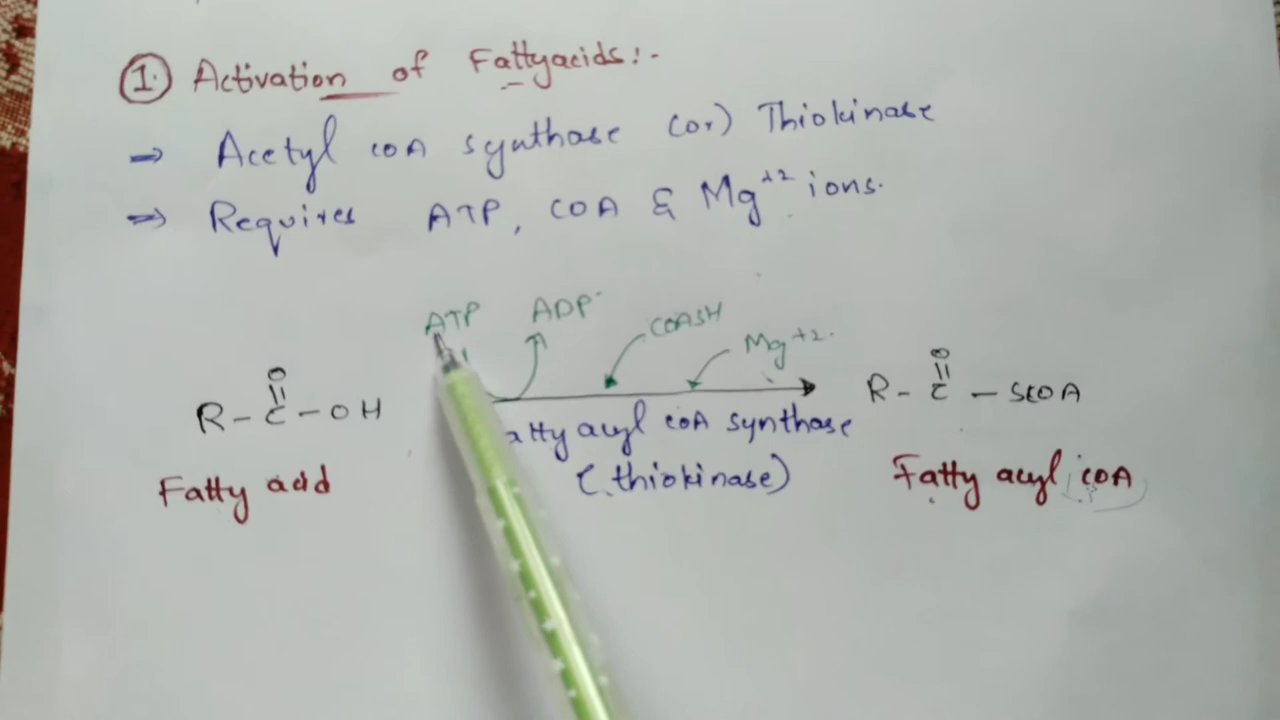 1. Activation of Fattyacids:-
⇒ Acetyl COA synthase (or) Thiokinase
⇒ Requires ATP, COA & Mg+2 ions.
ATP ADP COASH Mg+2
R - C - OH R - C - SCOA
O O
atty acyl COA synthase
(thiokinase)
Fatty acid Fatty acyl COA